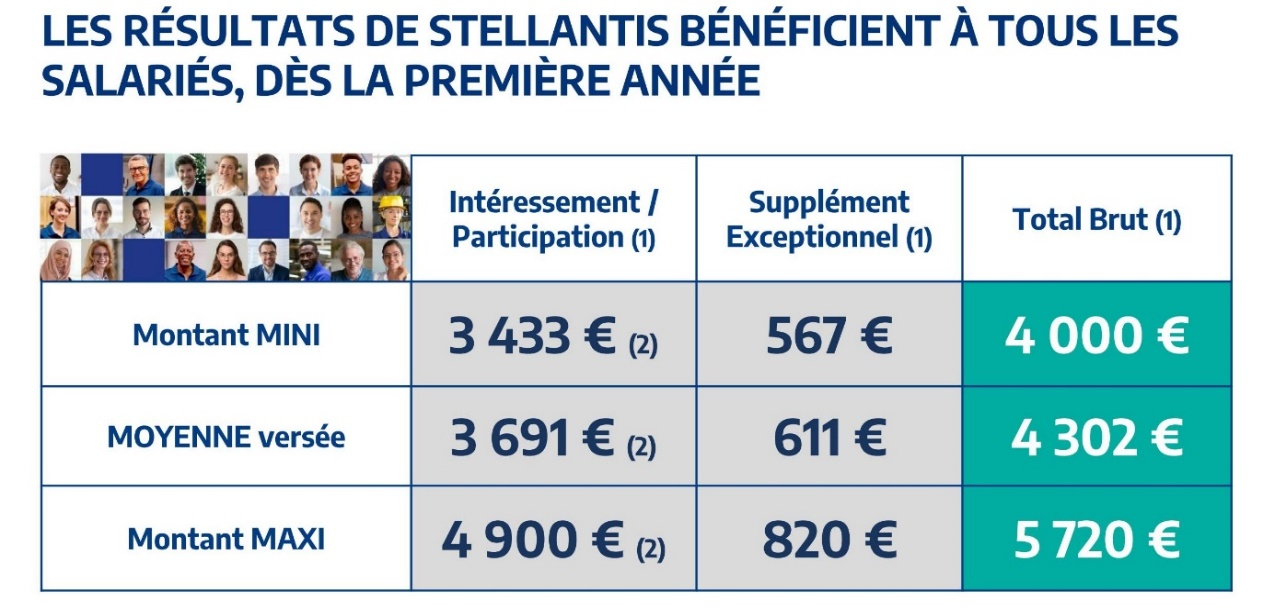 LES RÉSULTATS DE STELLANTIS BÉNÉFICIENT À TOUS LES
SALARIÉS, DÈS LA PREMIÈRE ANNÉE
Intéressement /
Participation (1)
Supplément
Exceptionnel (1)
Total Brut (1)
Montant MINI
3 433 € (2)
567 €
4 000 €
MOYENNE versée
3 691 € (2)
611 €
4 302 €
Montant MAXI
4 900 € (2)
820 €
5 720 €